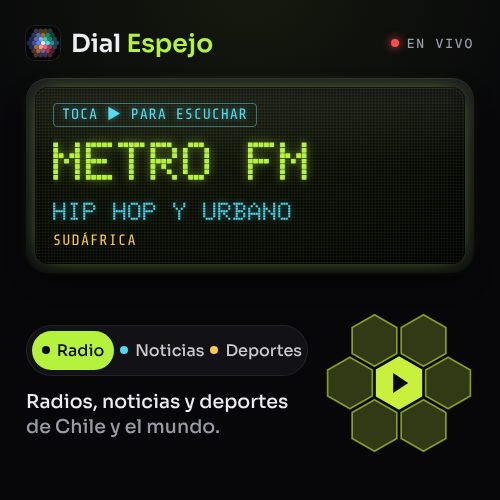 Dial Espejo
EN VIVO
TOCA ▶ PARA ESCUCHAR
METRO FM
HIP HOP Y URBANO
SUDÁFRICA
Radio
Noticias
Deportes
Radios, noticias y deportes
de Chile y el mundo.